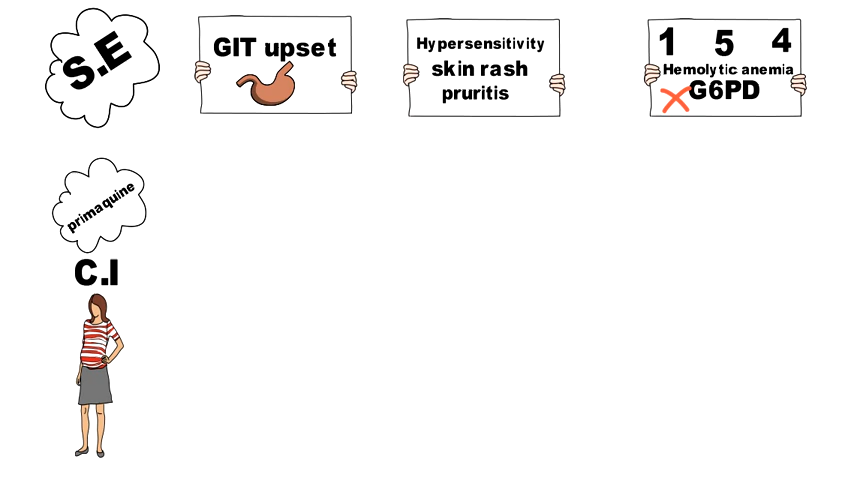 S.E
GIT upset
Hypersensitivity
skin rash
pruritis
1 5 4
Hemolytic anemia
G6PD
primaquine
C.I